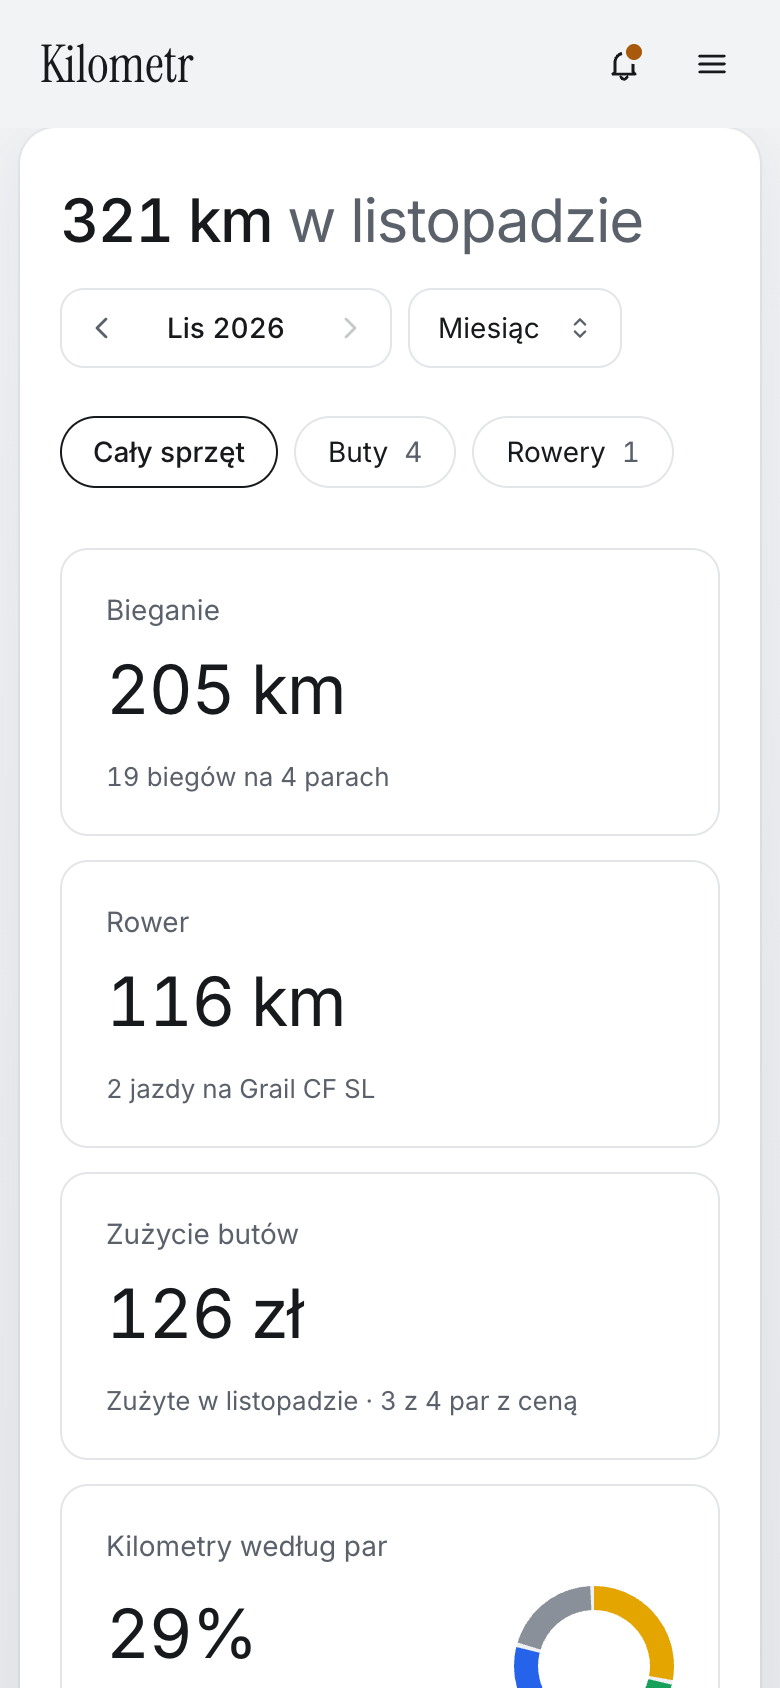 Kilometr
321 km w listopadzie
Lis 2026
Miesiąc
Cały sprzęt
Buty 4
Rowery 1
Bieganie
205 km
19 biegów na 4 parach
Rower
116 km
2 jazdy na Grail CF SL
Zużycie butów
126 zł
Zużyte w listopadzie · 3 z 4 par z ceną
Kilometry według par
29%